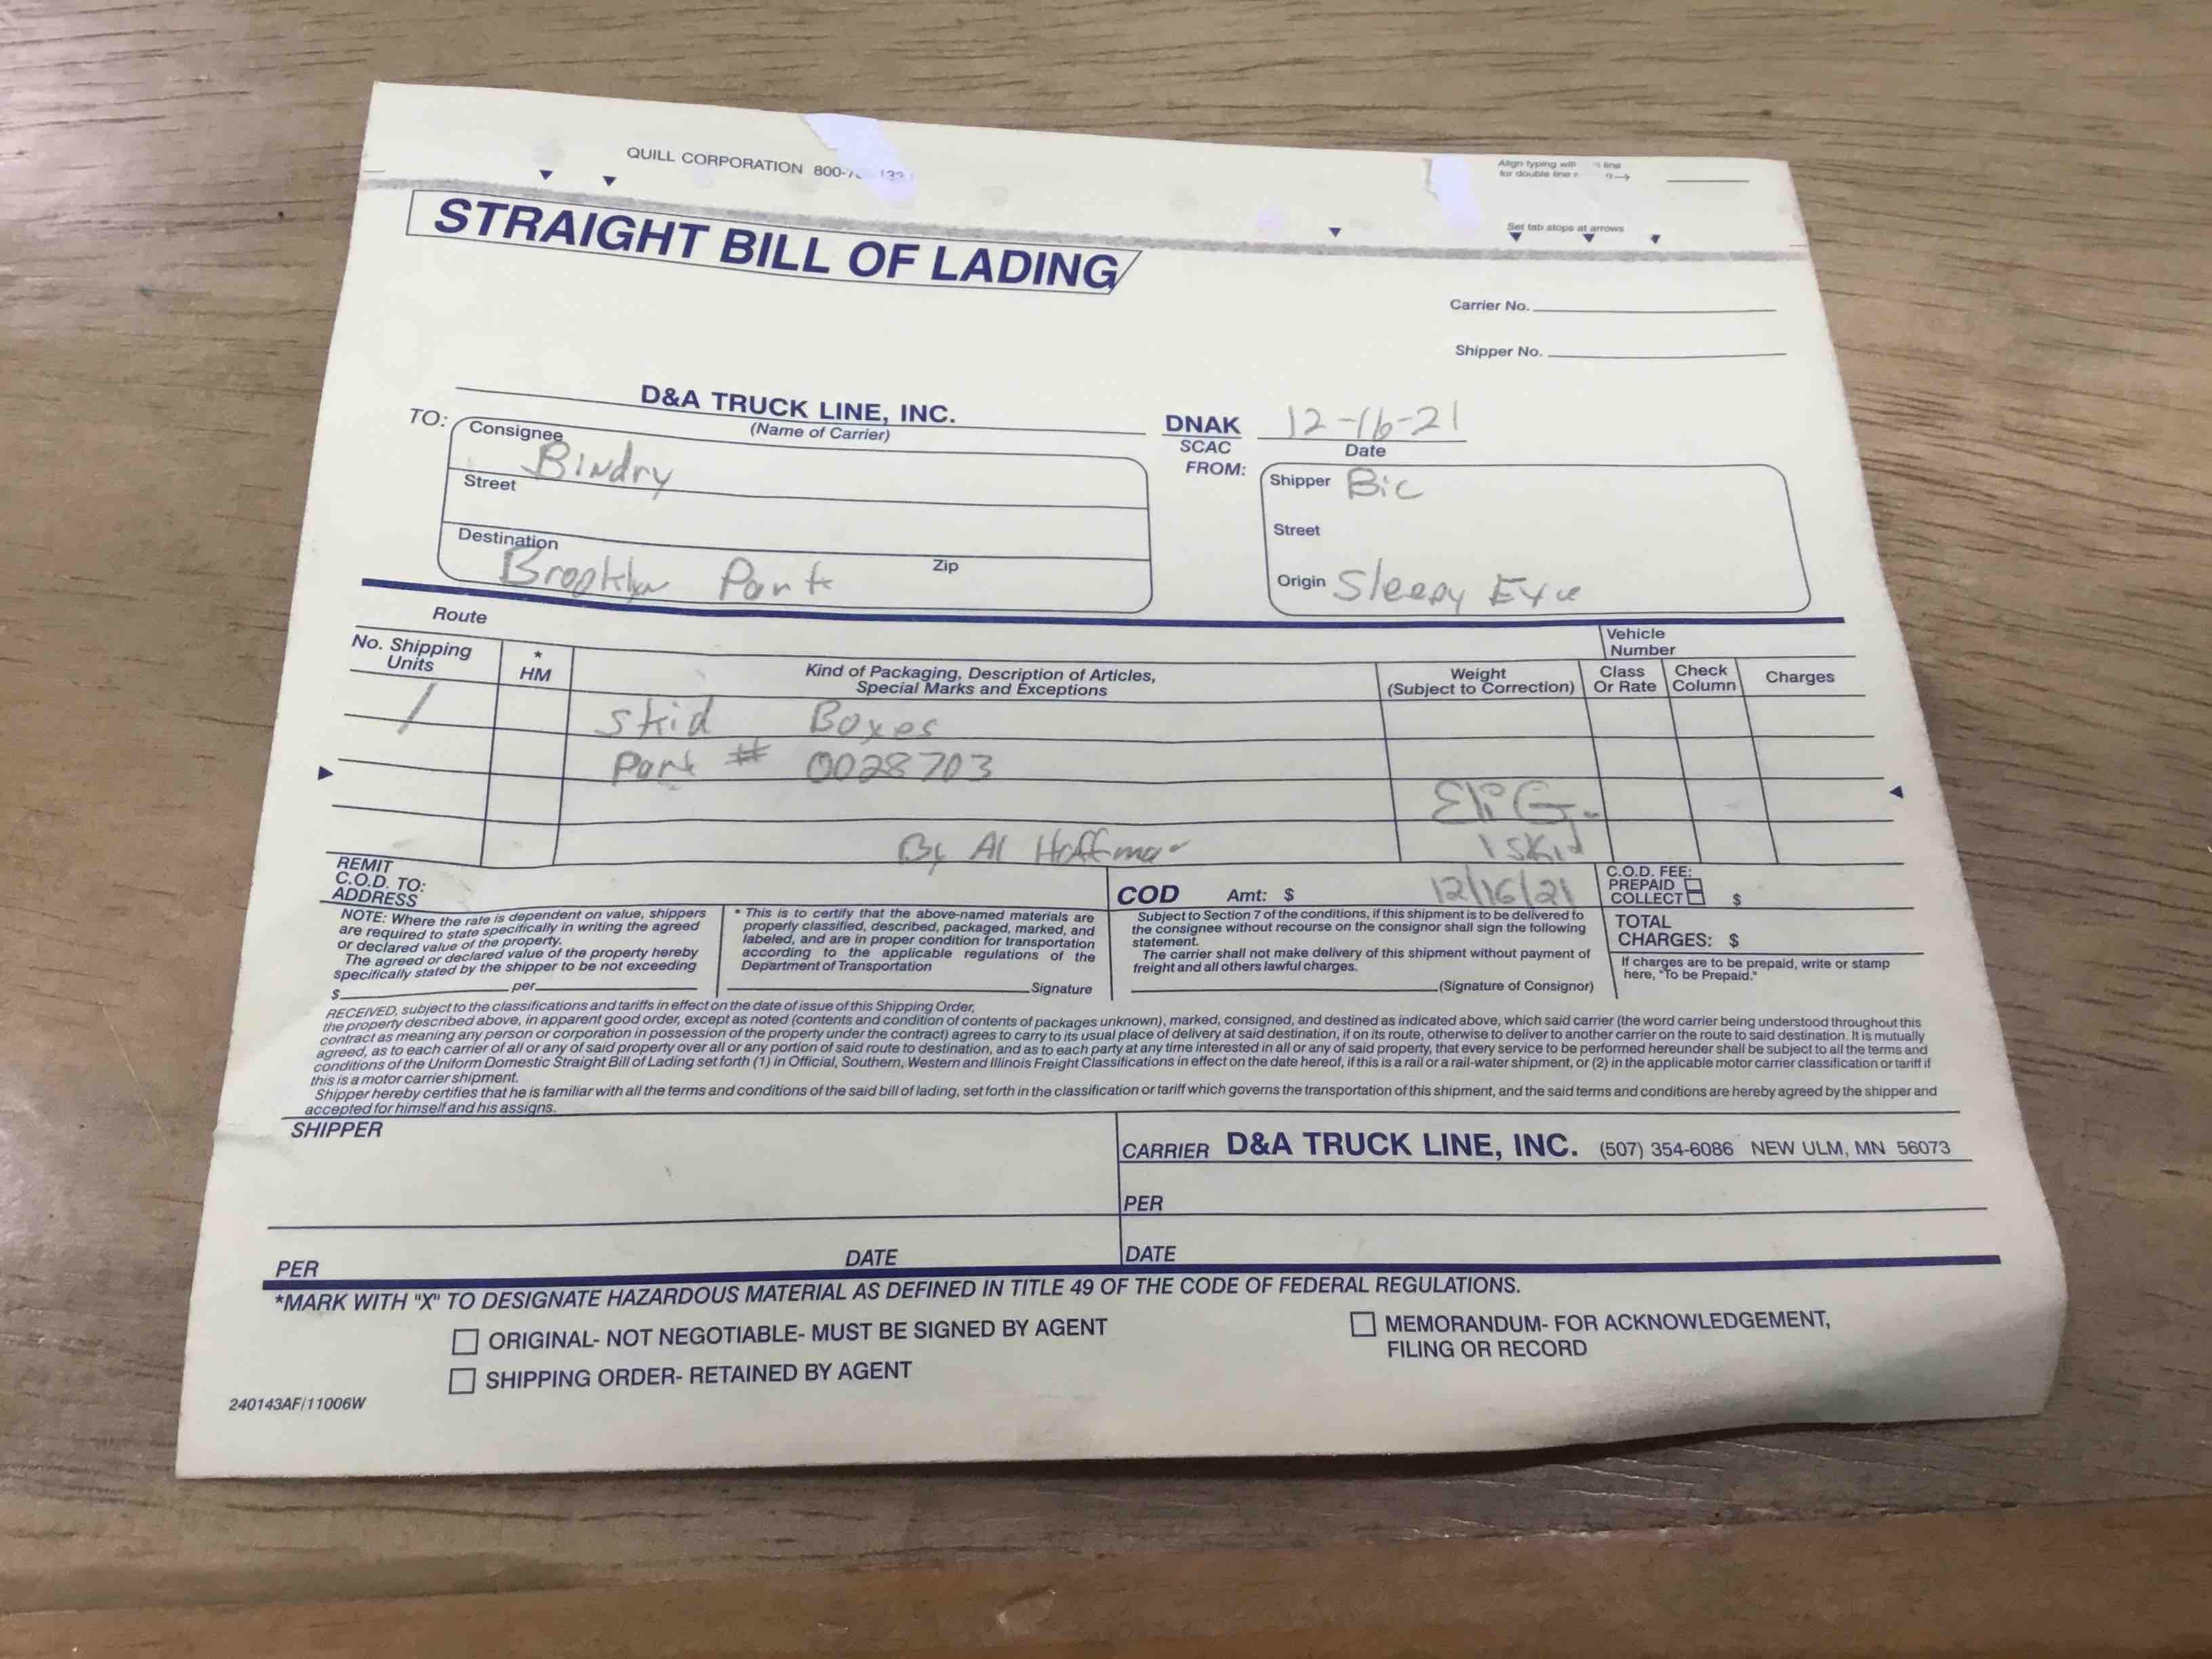 QUILL CORPORATION 800-
Align typing with line
for double line
Set tab stops at arrows
STRAIGHT BILL OF LADING
Carrier No.
Shipper No.
D&A TRUCK LINE, INC.
(Name of Carrier)
DNAK 12-16-21
SCAC Date
TO: FROM:
Consignee Bindry
Street
Destination Brooklyn Park Zip
Shipper Bic
Street
Origin Sleepy Eye
Route
Vehicle
Number
No. Shipping
Units
*
HM
Kind of Packaging, Description of Articles,
Special Marks and Exceptions
Weight
(Subject to Correction)
Class
Or Rate
Check
Column
Charges
1 Skid Boxes
Part # 0028703
Eli G.
By Al Hoffman 1 Skid
REMIT
C.O.D. TO:
ADDRESS
COD Amt: $ 12/16/21
C.O.D. FEE:
PREPAID
COLLECT $
NOTE: Where the rate is dependent on value, shippers
are required to state specifically in writing the agreed
or declared value of the property.
The agreed or declared value of the property hereby
specifically stated by the shipper to be not exceeding
$ per
* This is to certify that the above-named materials are
properly classified, described, packaged, marked, and
labeled, and are in proper condition for transportation
according to the applicable regulations of the
Department of Transportation
Signature
Subject to Section 7 of the conditions, if this shipment is to be delivered to
the consignee without recourse on the consignor shall sign the following
statement.
The carrier shall not make delivery of this shipment without payment of
freight and all others lawful charges.
(Signature of Consignor)
TOTAL
CHARGES: $
If charges are to be prepaid, write or stamp
here, "To be Prepaid."
RECEIVED, subject to the classifications and tariffs in effect on the date of issue of this Shipping Order,
the property described above, in apparent good order, except as noted (contents and condition of contents of packages unknown), marked, consigned, and destined as indicated above, which said carrier (the word carrier being understood throughout this
contract as meaning any person or corporation in possession of the property under the contract) agrees to carry to its usual place of delivery at said destination, if on its route, otherwise to deliver to another carrier on the route to said destination. It is mutually
agreed, as to each carrier of all or any of said property over all or any portion of said route to destination, and as to each party at any time interested in all or any of said property, that every service to be performed hereunder shall be subject to all the terms and
conditions of the Uniform Domestic Straight Bill of Lading set forth (1) in Official, Southern, Western and Illinois Freight Classifications in effect on the date hereof, if this is a rail or a rail-water shipment, or (2) in the applicable motor carrier classification or tariff if
this is a motor carrier shipment.
Shipper hereby certifies that he is familiar with all the terms and conditions of the said bill of lading, set forth in the classification or tariff which governs the transportation of this shipment, and the said terms and conditions are hereby agreed by the shipper and
accepted for himself and his assigns.
SHIPPER
CARRIER D&A TRUCK LINE, INC. (507) 354-6086 NEW ULM, MN 56073
PER
PER DATE
DATE
*MARK WITH "X" TO DESIGNATE HAZARDOUS MATERIAL AS DEFINED IN TITLE 49 OF THE CODE OF FEDERAL REGULATIONS.
ORIGINAL- NOT NEGOTIABLE- MUST BE SIGNED BY AGENT
SHIPPING ORDER- RETAINED BY AGENT
MEMORANDUM- FOR ACKNOWLEDGEMENT,
FILING OR RECORD
240143AF/11006W